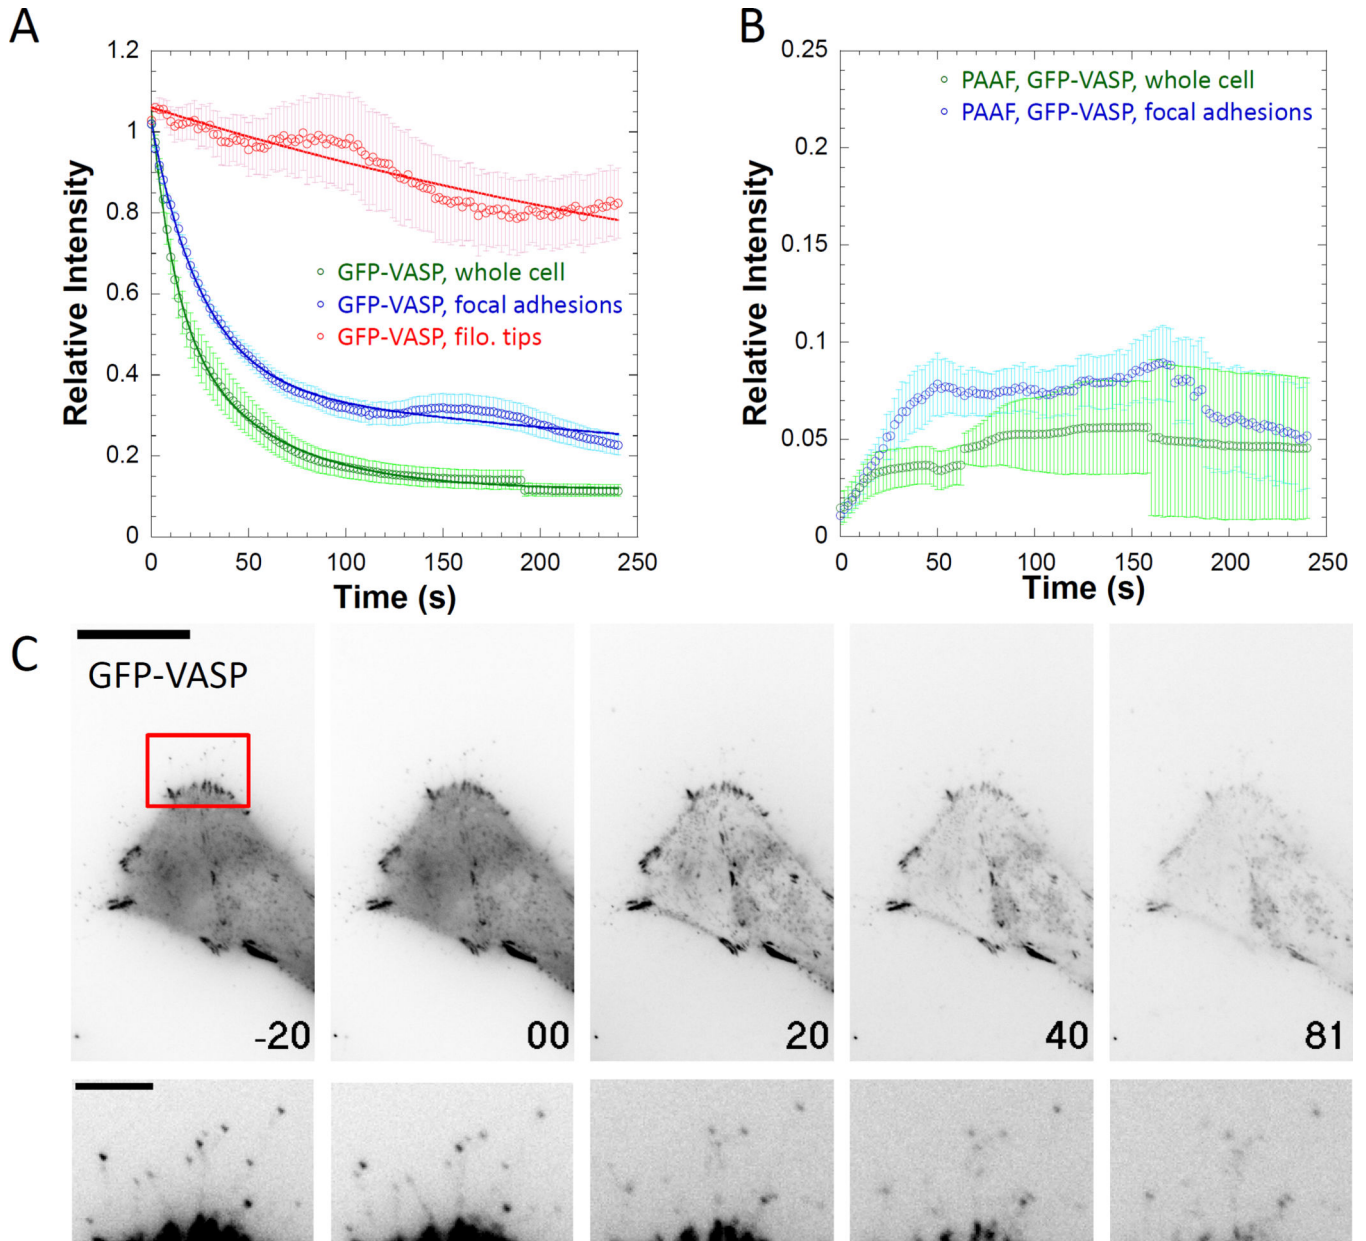 A
1.2
1
0.8
0.6
0.4
0.2
0
Relative Intensity
GFP-VASP, whole cell
GFP-VASP, focal adhesions
GFP-VASP, filo. tips
0 50 100 150 200 250
Time (s)
B
0.25
0.2
0.15
0.1
0.05
0
Relative Intensity
PAAF, GFP-VASP, whole cell
PAAF, GFP-VASP, focal adhesions
0 50 100 150 200 250
Time (s)
C
GFP-VASP
-20 00 20 40 81